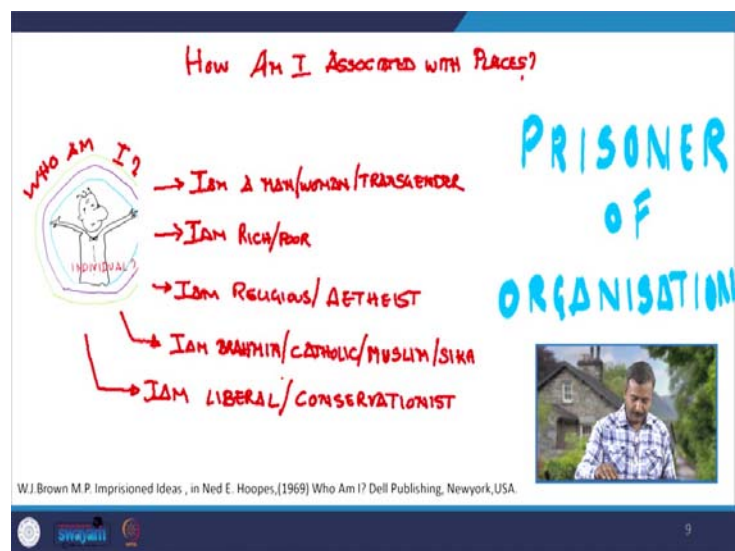 HOW AM I ASSOCIATED WITH PLACES?
WHO AM I?
INDIVIDUAL?
I AM A MAN/WOMAN/TRANSGENDER
I AM RICH/POOR
I AM RELIGIOUS/AETHEIST
I AM BRAHMIN/CATHOLIC/MUSLIM/SIKA
I AM LIBERAL/CONSERVATIONIST
PRISONER
OF
ORGANISATION
W.J.Brown M.P. Imprisioned Ideas , in Ned E. Hoopes,(1969) Who Am I? Dell Publishing, Newyork,USA.
swayam
9